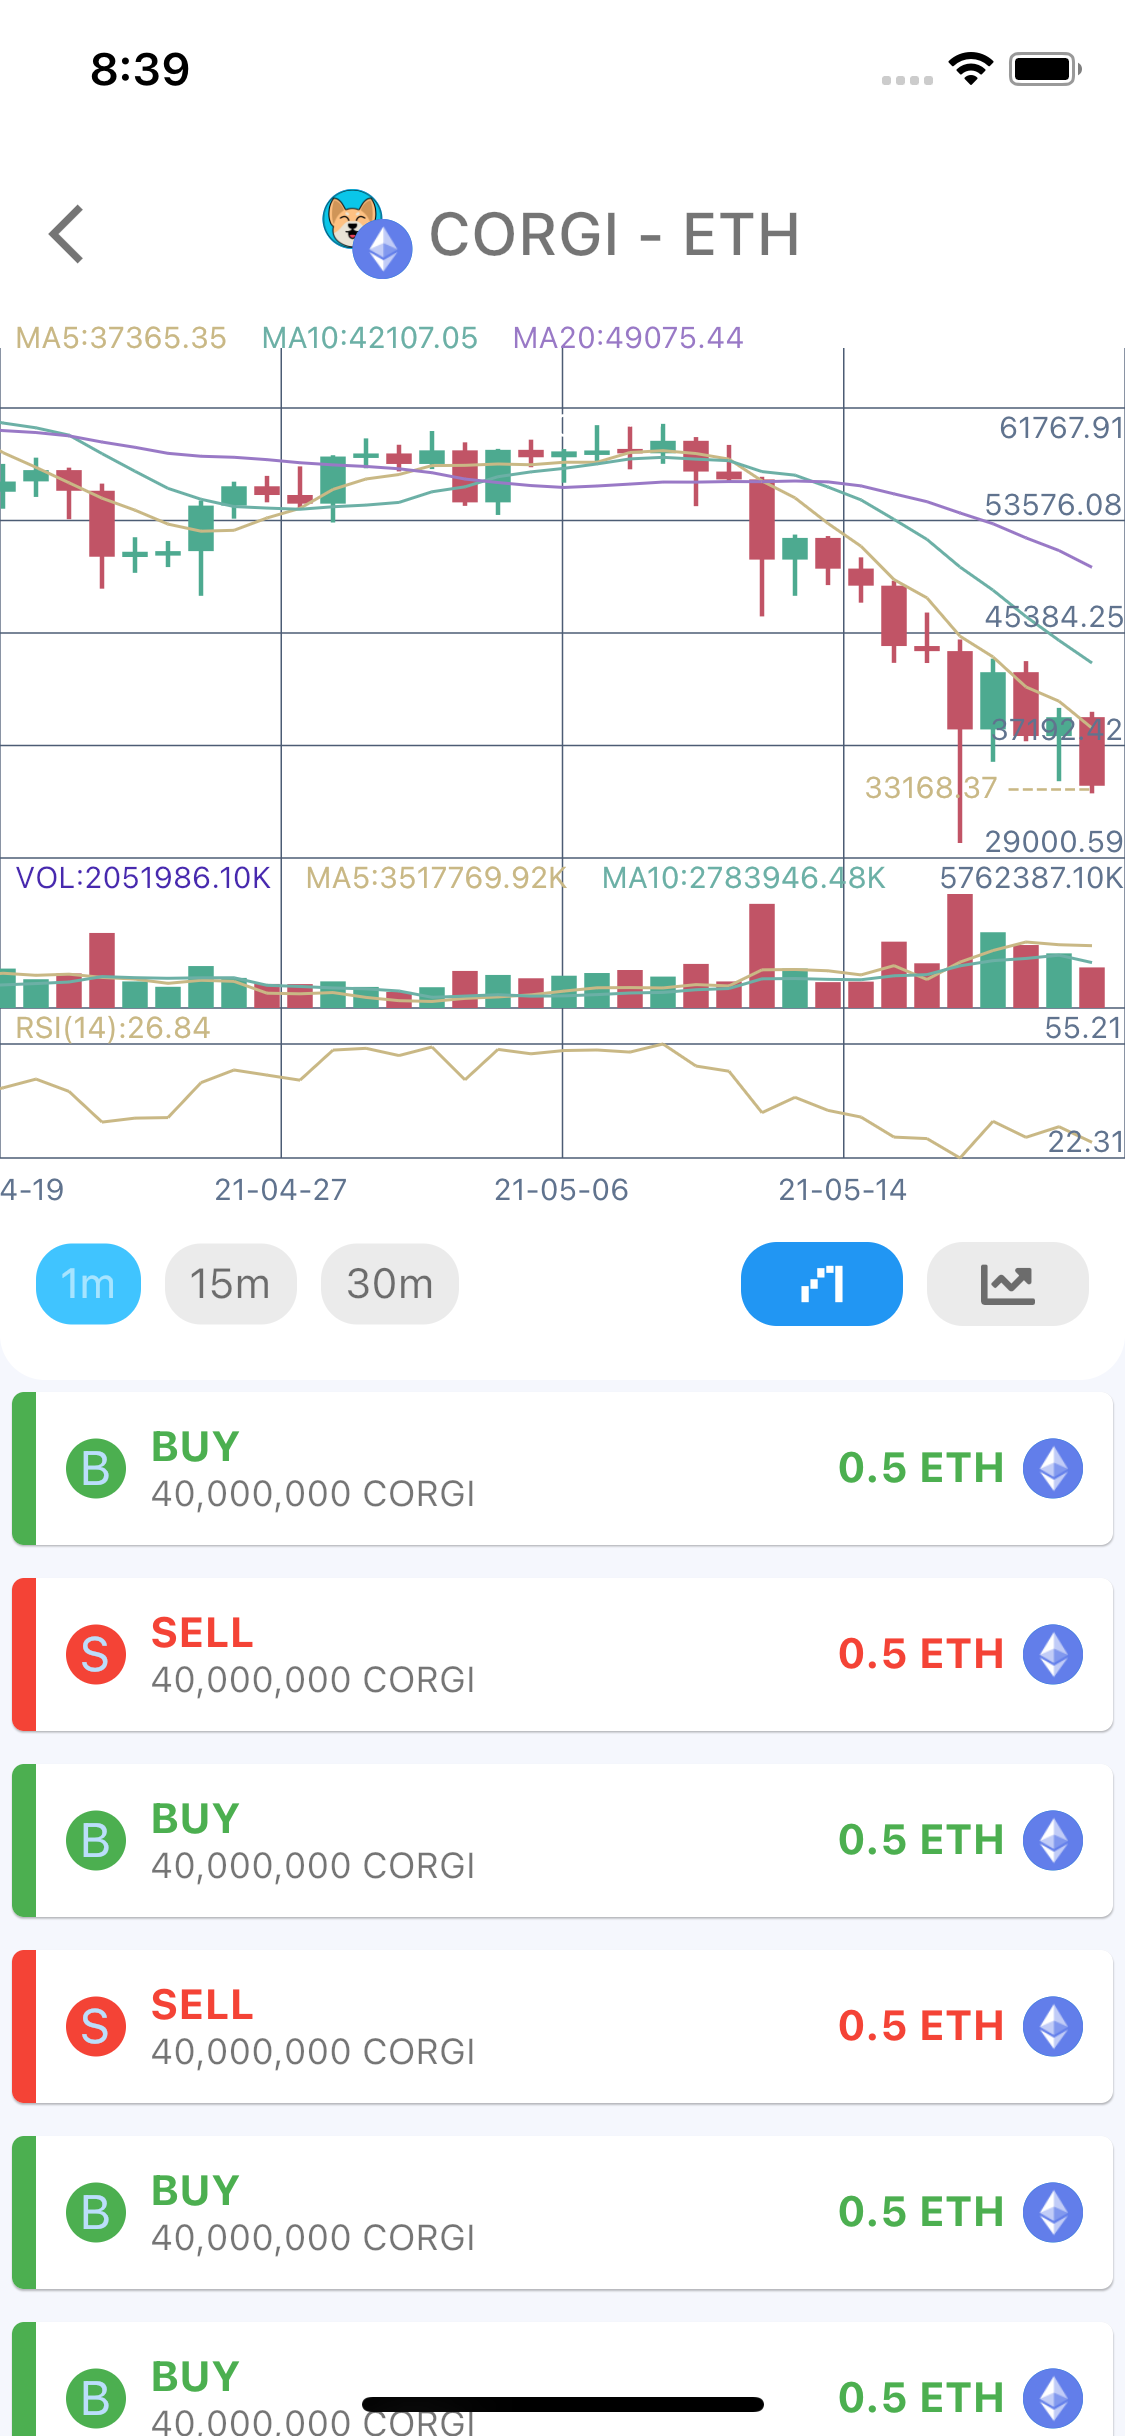 8:39
CORGI - ETH
MA5:37365.35 MA10:42107.05 MA20:49075.44
61767.91
53576.08
45384.25
37192.42
33168.37
29000.59
VOL:2051986.10K MA5:3517769.92K MA10:2783946.48K 5762387.10K
RSI(14):26.84 55.21
22.31
4-19 21-04-27 21-05-06 21-05-14
1m 15m 30m
B BUY
40,000,000 CORGI
0.5 ETH
S SELL
40,000,000 CORGI
0.5 ETH
B BUY
40,000,000 CORGI
0.5 ETH
S SELL
40,000,000 CORGI
0.5 ETH
B BUY
40,000,000 CORGI
0.5 ETH
B BUY
40,000,000 CORGI
0.5 ETH